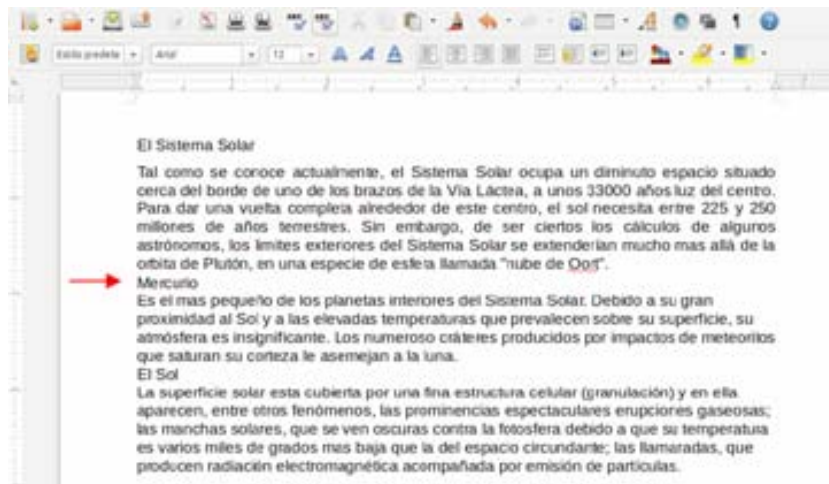 Estilo predete
Arial
12
El Sistema Solar
Tal como se conoce actualmente, el Sistema Solar ocupa un diminuto espacio situado
cerca del borde de uno de los brazos de la Vía Láctea, a unos 33000 años luz del centro.
Para dar una vuelta completa alrededor de este centro, el sol necesita entre 225 y 250
millones de años terrestres. Sin embargo, de ser ciertos los cálculos de algunos
astrónomos, los limites exteriores del Sistema Solar se extenderían mucho mas allá de la
orbita de Plutón, en una especie de esfera llamada "nube de Oort".
Mercurio
Es el mas pequeño de los planetas interiores del Sistema Solar. Debido a su gran
proximidad al Sol y a las elevadas temperaturas que prevalecen sobre su superficie, su
atmósfera es insignificante. Los numeroso cráteres producidos por impactos de meteoritos
que saturan su corteza le asemejan a la luna.
El Sol
La superficie solar esta cubierta por una fina estructura celular (granulación) y en ella
aparecen, entre otros fenómenos, las prominencias espectaculares erupciones gaseosas;
las manchas solares, que se ven oscuras contra la fotosfera debido a que su temperatura
es varios miles de grados mas baja que la del espacio circundante; las llamaradas, que
producen radiación electromagnética acompañada por emisión de partículas.